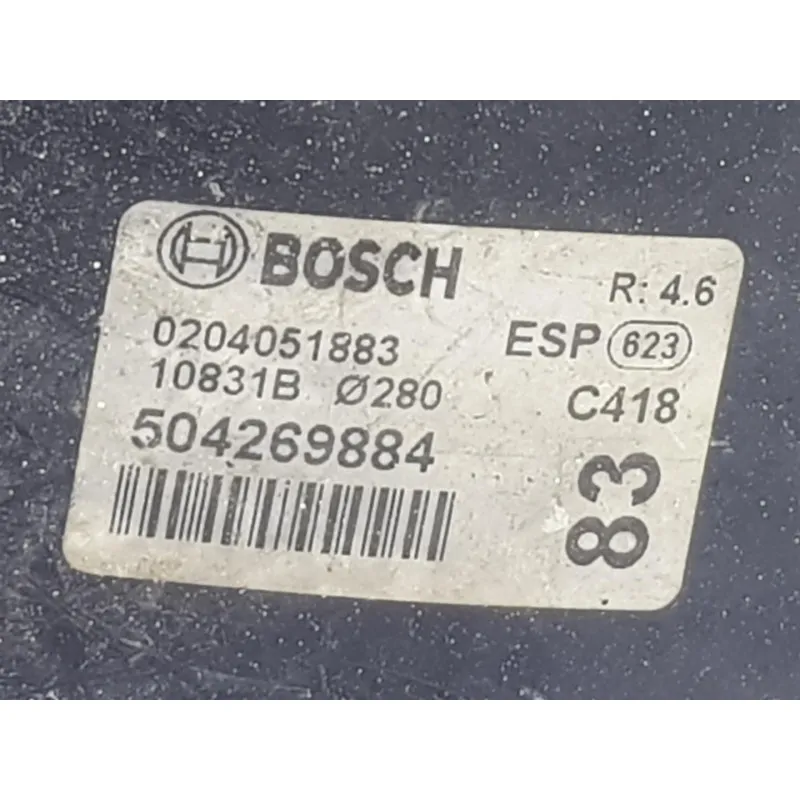 BOSCH
R: 4.6
0204051883
ESP 623
10831B Ø280
C418
504269884
83